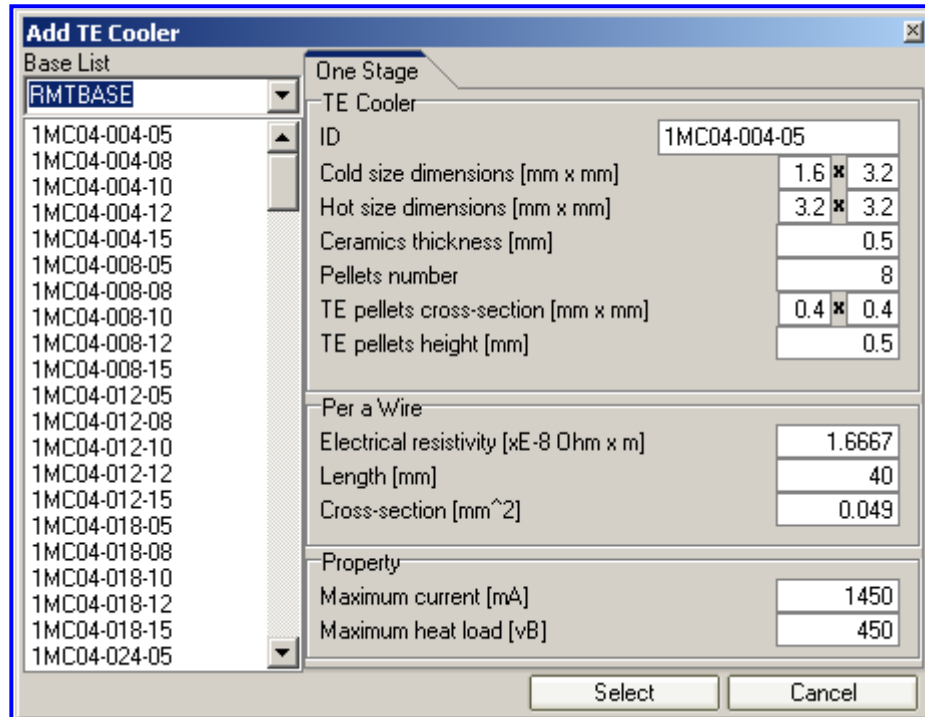 Add TE Cooler
Base List
RMTBASE
1MC04-004-05
1MC04-004-08
1MC04-004-10
1MC04-004-12
1MC04-004-15
1MC04-008-05
1MC04-008-08
1MC04-008-10
1MC04-008-12
1MC04-008-15
1MC04-012-05
1MC04-012-08
1MC04-012-10
1MC04-012-12
1MC04-012-15
1MC04-018-05
1MC04-018-08
1MC04-018-10
1MC04-018-12
1MC04-018-15
1MC04-024-05
One Stage
TE Cooler
ID 1MC04-004-05
Cold size dimensions [mm x mm] 1.6 x 3.2
Hot size dimensions [mm x mm] 3.2 x 3.2
Ceramics thickness [mm] 0.5
Pellets number 8
TE pellets cross-section [mm x mm] 0.4 x 0.4
TE pellets height [mm] 0.5
Per a Wire
Electrical resistivity [xE-8 Ohm x m] 1.6667
Length [mm] 40
Cross-section [mm^2] 0.049
Property
Maximum current [mA] 1450
Maximum heat load [vB] 450
Select Cancel